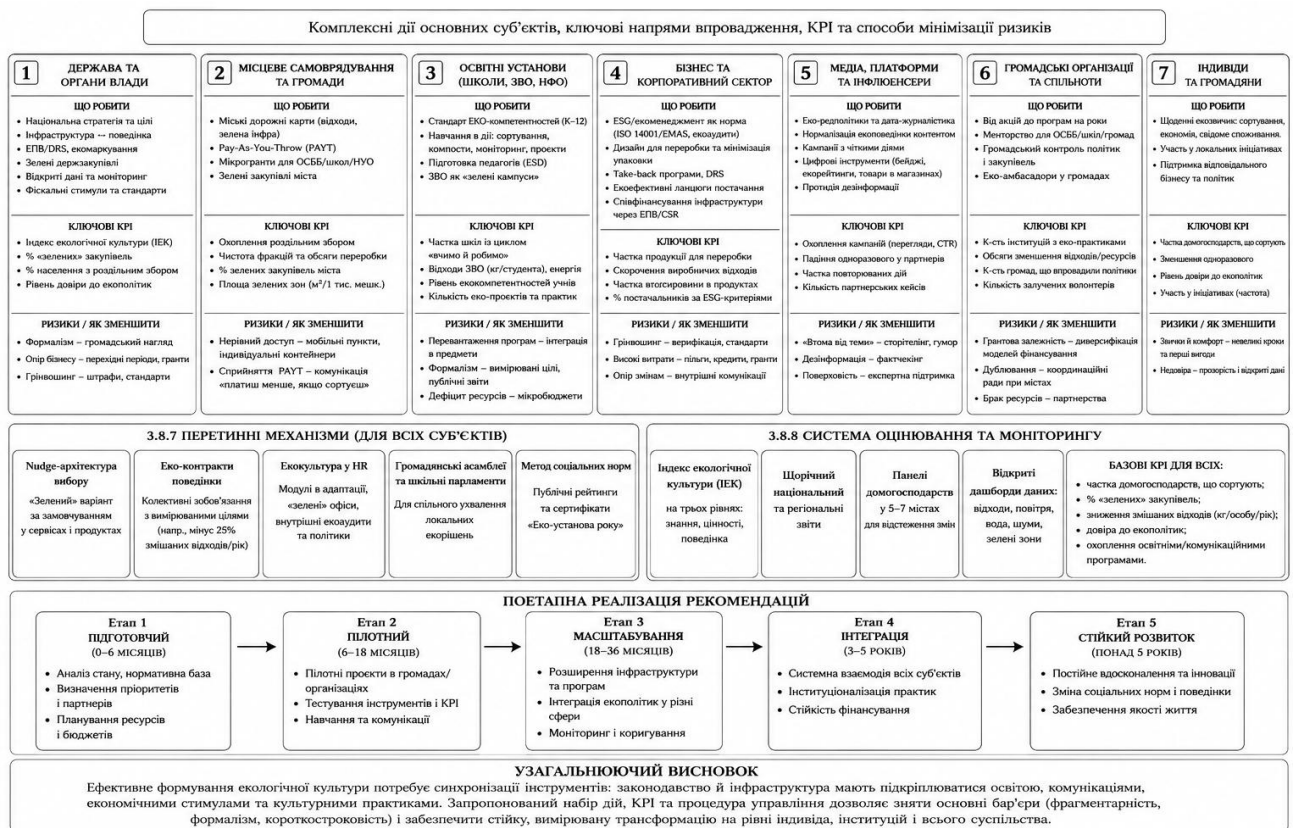 Комплексні дії основних суб'єктів, ключові напрями впровадження, KPI та способи мінімізації ризиків
1
ДЕРЖАВА ТА
ОРГАНИ ВЛАДИ
ЩО РОБИТИ
• Національна стратегія та цілі
• Інфраструктура ↔ поведінка
• ЕПВ/DRS, екомаркування
• Зелені держзакупівлі
• Відкриті дані та моніторинг
• Фіскальні стимули та стандарти
КЛЮЧОВІ KPI
• Індекс екологічної культури (ІЕК)
• % «зелених» закупівель
• % населення з роздільним збором
• Рівень довіри до екополітик
РИЗИКИ / ЯК ЗМЕНШИТИ
• Формалізм – громадський нагляд
• Опір бізнесу – перехідні періоди, гранти
• Грінвошинг – штрафи, стандарти
2
МІСЦЕВЕ САМОВРЯДУВАННЯ
ТА ГРОМАДИ
ЩО РОБИТИ
• Міські дорожні карти (відходи,
зелена інфра)
• Pay-As-You-Throw (PAYT)
• Мікрогранти для ОСББ/шкіл/НУО
• Зелені закупівлі міста
КЛЮЧОВІ KPI
• Охоплення роздільним збором
• Чистота фракцій та обсяги переробки
• % зелених закупівель міста
• Площа зелених зон (м²/1 тис. мешк.)
РИЗИКИ / ЯК ЗМЕНШИТИ
• Нерівний доступ – мобільні пункти,
індивідуальні контейнери
• Сприйняття PAYT – комунікація
«платиш менше, якщо сортуєш»
3
ОСВІТНІ УСТАНОВИ
(ШКОЛИ, ЗВО, НФО)
ЩО РОБИТИ
• Стандарт ЕКО-компетентностей (K–12)
• Навчання в дії: сортування,
компости, моніторинг, проєкти
• Підготовка педагогів (ESD)
• ЗВО як «зелені кампуси»
КЛЮЧОВІ KPI
• Частка шкіл із циклом
«вчимо й робимо»
• Відходи ЗВО (кг/студента), енергія
• Рівень екокомпетентостей учнів
• Кількість еко-проєктів та практик
РИЗИКИ / ЯК ЗМЕНШИТИ
• Перевантаження програм – інтеграція
в предмети
• Формалізм – вимірювані цілі,
публічні звіти
• Дефіцит ресурсів – мікробюджети
4
БІЗНЕС ТА
КОРПОРАТИВНИЙ СЕКТОР
ЩО РОБИТИ
• ESG/екоменеджмент як норма
(ISO 14001/EMAS, екоаудити)
• Дизайн для переробки та мінімізація
упаковки
• Take-back програми, DRS
• Екоефективні ланцюги постачання
• Співфінансування інфраструктури
через ЕПВ/CSR
КЛЮЧОВІ KPI
• Частка продукції для переробки
• Скорочення виробничих відходів
• Частка втгсировини в продуктах
• % постачальників за ESG-критеріями
РИЗИКИ / ЯК ЗМЕНШИТИ
• Грінвошинг – верифікація, стандарти
• Високі витрати – пільги, кредити, гранти
• Опір змінам – внутрішні комунікації
5
МЕДІА, ПЛАТФОРМИ
ТА ІНФЛЮЕНСЕРИ
ЩО РОБИТИ
• Еко-редполітики та дата-журналістика
• Нормалізація екоповедінки контентом
• Кампанії з чіткими діями
• Цифрові інструменти (бейджі,
екорейтинги, товари в магазинах)
• Протидія дезінформації
КЛЮЧОВІ KPI
• Охоплення кампаній (перегляди, CTR)
• Падіння одноразового у партнерів
• Частка повторюваних дій
• Кількість партнерських кейсів
РИЗИКИ / ЯК ЗМЕНШИТИ
• «Втома від теми» – сторітелінг, гумор
• Дезінформація – фактчекінг
• Поверховість – експертна підтримка
6
ГРОМАДСЬКІ ОРГАНІЗАЦІЇ
ТА СПІЛЬНОТИ
ЩО РОБИТИ
• Від акцій до програм на роки
• Менторство для ОСББ/шкіл/громад
• Громадський контроль політик
і закупівель
• Еко-амбасадори у громадах
КЛЮЧОВІ KPI
• К-сть інституцій з еко-практиками
• Обсяги зменшення відходів/ресурсів
• К-сть громад, що впровадили політики
• Кількість залучених волонтерів
РИЗИКИ / ЯК ЗМЕНШИТИ
• Грантова залежність – диверсифікація
моделей фінансування
• Дублювання – координаційні
ради при містах
• Брак ресурсів – партнерства
7
ІНДИВІДИ
ТА ГРОМАДЯНИ
ЩО РОБИТИ
• Щоденні екозвички: сортування,
економія, свідоме споживання.
• Участь у локальних ініціативах
• Підтримка відповідального
бізнесу та політик
КЛЮЧОВІ KPI
• Частка домогосподарств, що сортують
• Зменшення одноразового
• Рівень довіри до екополітик
• Участь у ініціативах (частота)
РИЗИКИ / ЯК ЗМЕНШИТИ
• Звички й комфорт – невеликі кроки
та перші вигоди
• Недовіра – прозорість і відкриті дані
3.8.7 ПЕРЕТИННІ МЕХАНІЗМИ (ДЛЯ ВСІХ СУБ'ЄКТІВ)
Nudge-архітектура
вибору
«Зелений» варіант
за замовчуванням
у сервісах і продуктах
Еко-контракти
поведінки
Колективні зобов'язання
з вимірюваними цілями
(напр., мінус 25%
змішаних відходів/рік)
Екокультура у HR
Модулі в адаптації,
«зелені» офіси,
внутрішні екоаудити
та політики
Громадянські асамблеї
та шкільні парламенти
Для спільного ухвалення
локальних
екорішень
Метод соціальних норм
Публічні рейтинги
та сертифікати
«Еко-установа року»
3.8.8 СИСТЕМА ОЦІНЮВАННЯ ТА МОНІТОРИНГУ
Індекс екологічної
культури (ІЕК)
на трьох рівнях:
знання, цінності,
поведінка
Щорічний
національний
та регіональні
звіти
Панелі
домогосподарств
у 5–7 містах
для відстеження змін
Відкриті
дашборди даних:
відходи, повітря,
вода, шуми,
зелені зони
БАЗОВІ KPI ДЛЯ ВСІХ:
• частка домогосподарств, що сортують;
• % «зелених» закупівель;
• зниження змішаних відходів (кг/особу/рік);
• довіра до екополітик;
• охоплення освітніми/комунікаційними
програмами.
ПОЕТАПНА РЕАЛІЗАЦІЯ РЕКОМЕНДАЦІЙ
Етап 1
ПІДГОТОВЧИЙ
(0–6 МІСЯЦІВ)
• Аналіз стану, нормативна база
• Визначення пріоритетів
і партнерів
• Планування ресурсів
і бюджетів
Етап 2
ПІЛОТНИЙ
(6–18 МІСЯЦІВ)
• Пілотні проєкти в громадах/
організаціях
• Тестування інструментів і KPI
• Навчання та комунікації
Етап 3
МАСШТАБУВАННЯ
(18–36 МІСЯЦІВ)
• Розширення інфраструктури
та програм
• Інтеграція екополітик у різні
сфери
• Моніторинг і коригування
Етап 4
ІНТЕГРАЦІЯ
(3–5 РОКІВ)
• Системна взаємодія всіх суб'єктів
• Інституціоналізація практик
• Стійкість фінансування
Етап 5
СТІЙКИЙ РОЗВИТОК
(ПОНАД 5 РОКІВ)
• Постійне вдосконалення та інновації
• Зміна соціальних норм і поведінки
• Забезпечення якості життя
УЗАГАЛЬНЮЮЧИЙ ВИСНОВОК
Ефективне формування екологічної культури потребує синхронізації інструментів: законодавство й інфраструктура мають підкріплюватися освітою, комунікаціями,
економічними стимулами та культурними практиками. Запропонований набір дій, KPI та процедура управління дозволяє зняти основні бар'єри (фрагментарність,
формалізм, короткостроковість) і забезпечити стійку, вимірювану трансформацію на рівні індивіда, інституцій і всього суспільства.